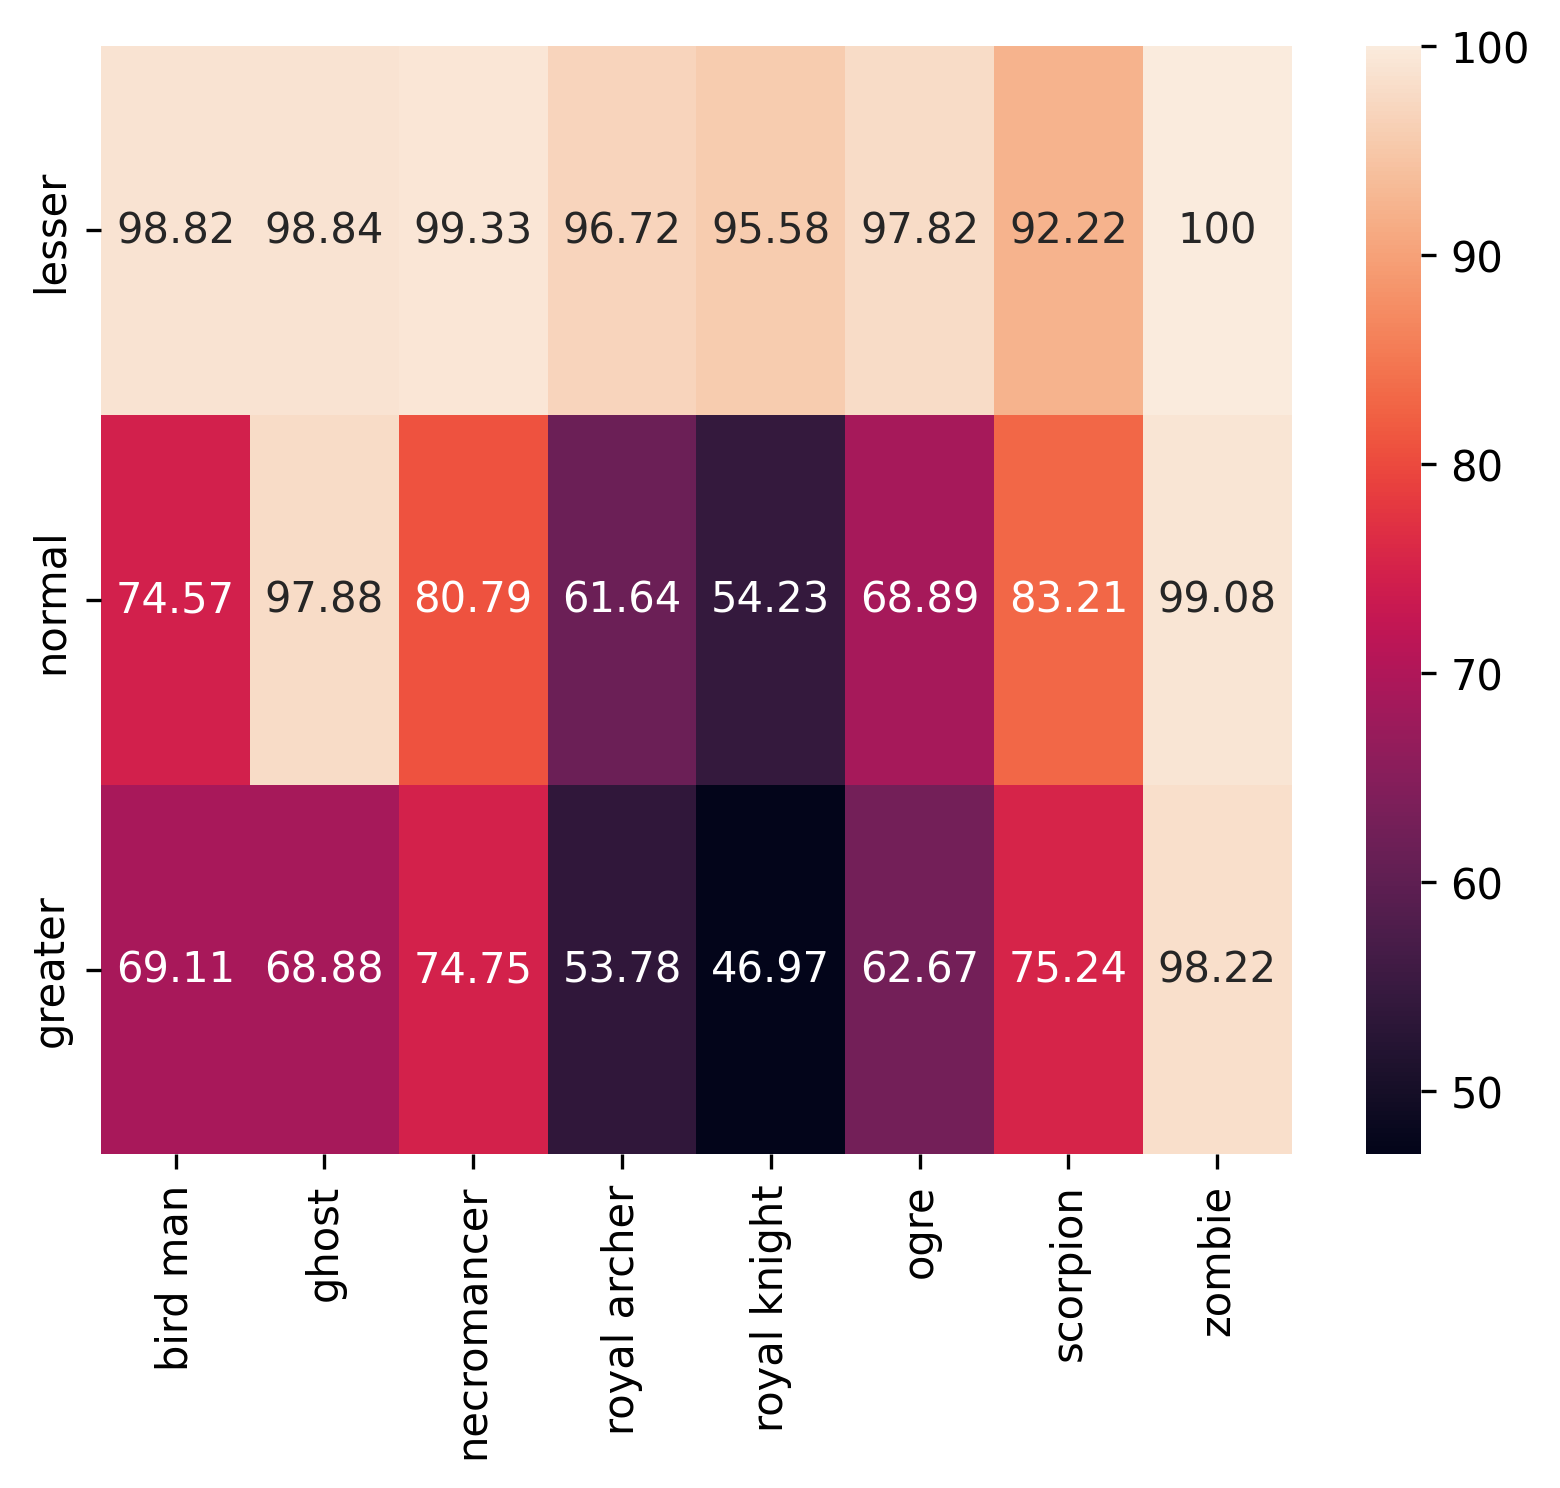 lesser 98.82 98.84 99.33 96.72 95.58 97.82 92.22 100
normal 74.57 97.88 80.79 61.64 54.23 68.89 83.21 99.08
greater 69.11 68.88 74.75 53.78 46.97 62.67 75.24 98.22
bird man ghost necromancer royal archer royal knight ogre scorpion zombie
100
90
80
70
60
50